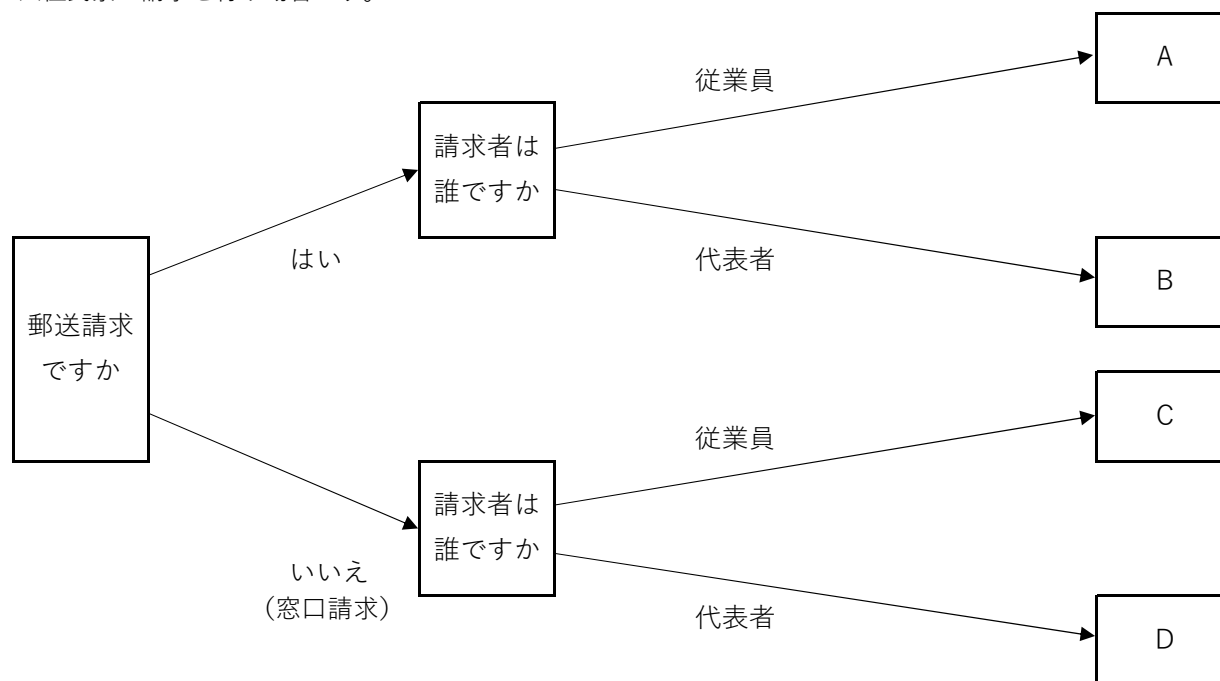 郵送請求
ですか
はい
いいえ
（窓口請求）
請求者は
誰ですか
従業員
代表者
A
B
請求者は
誰ですか
従業員
代表者
C
D